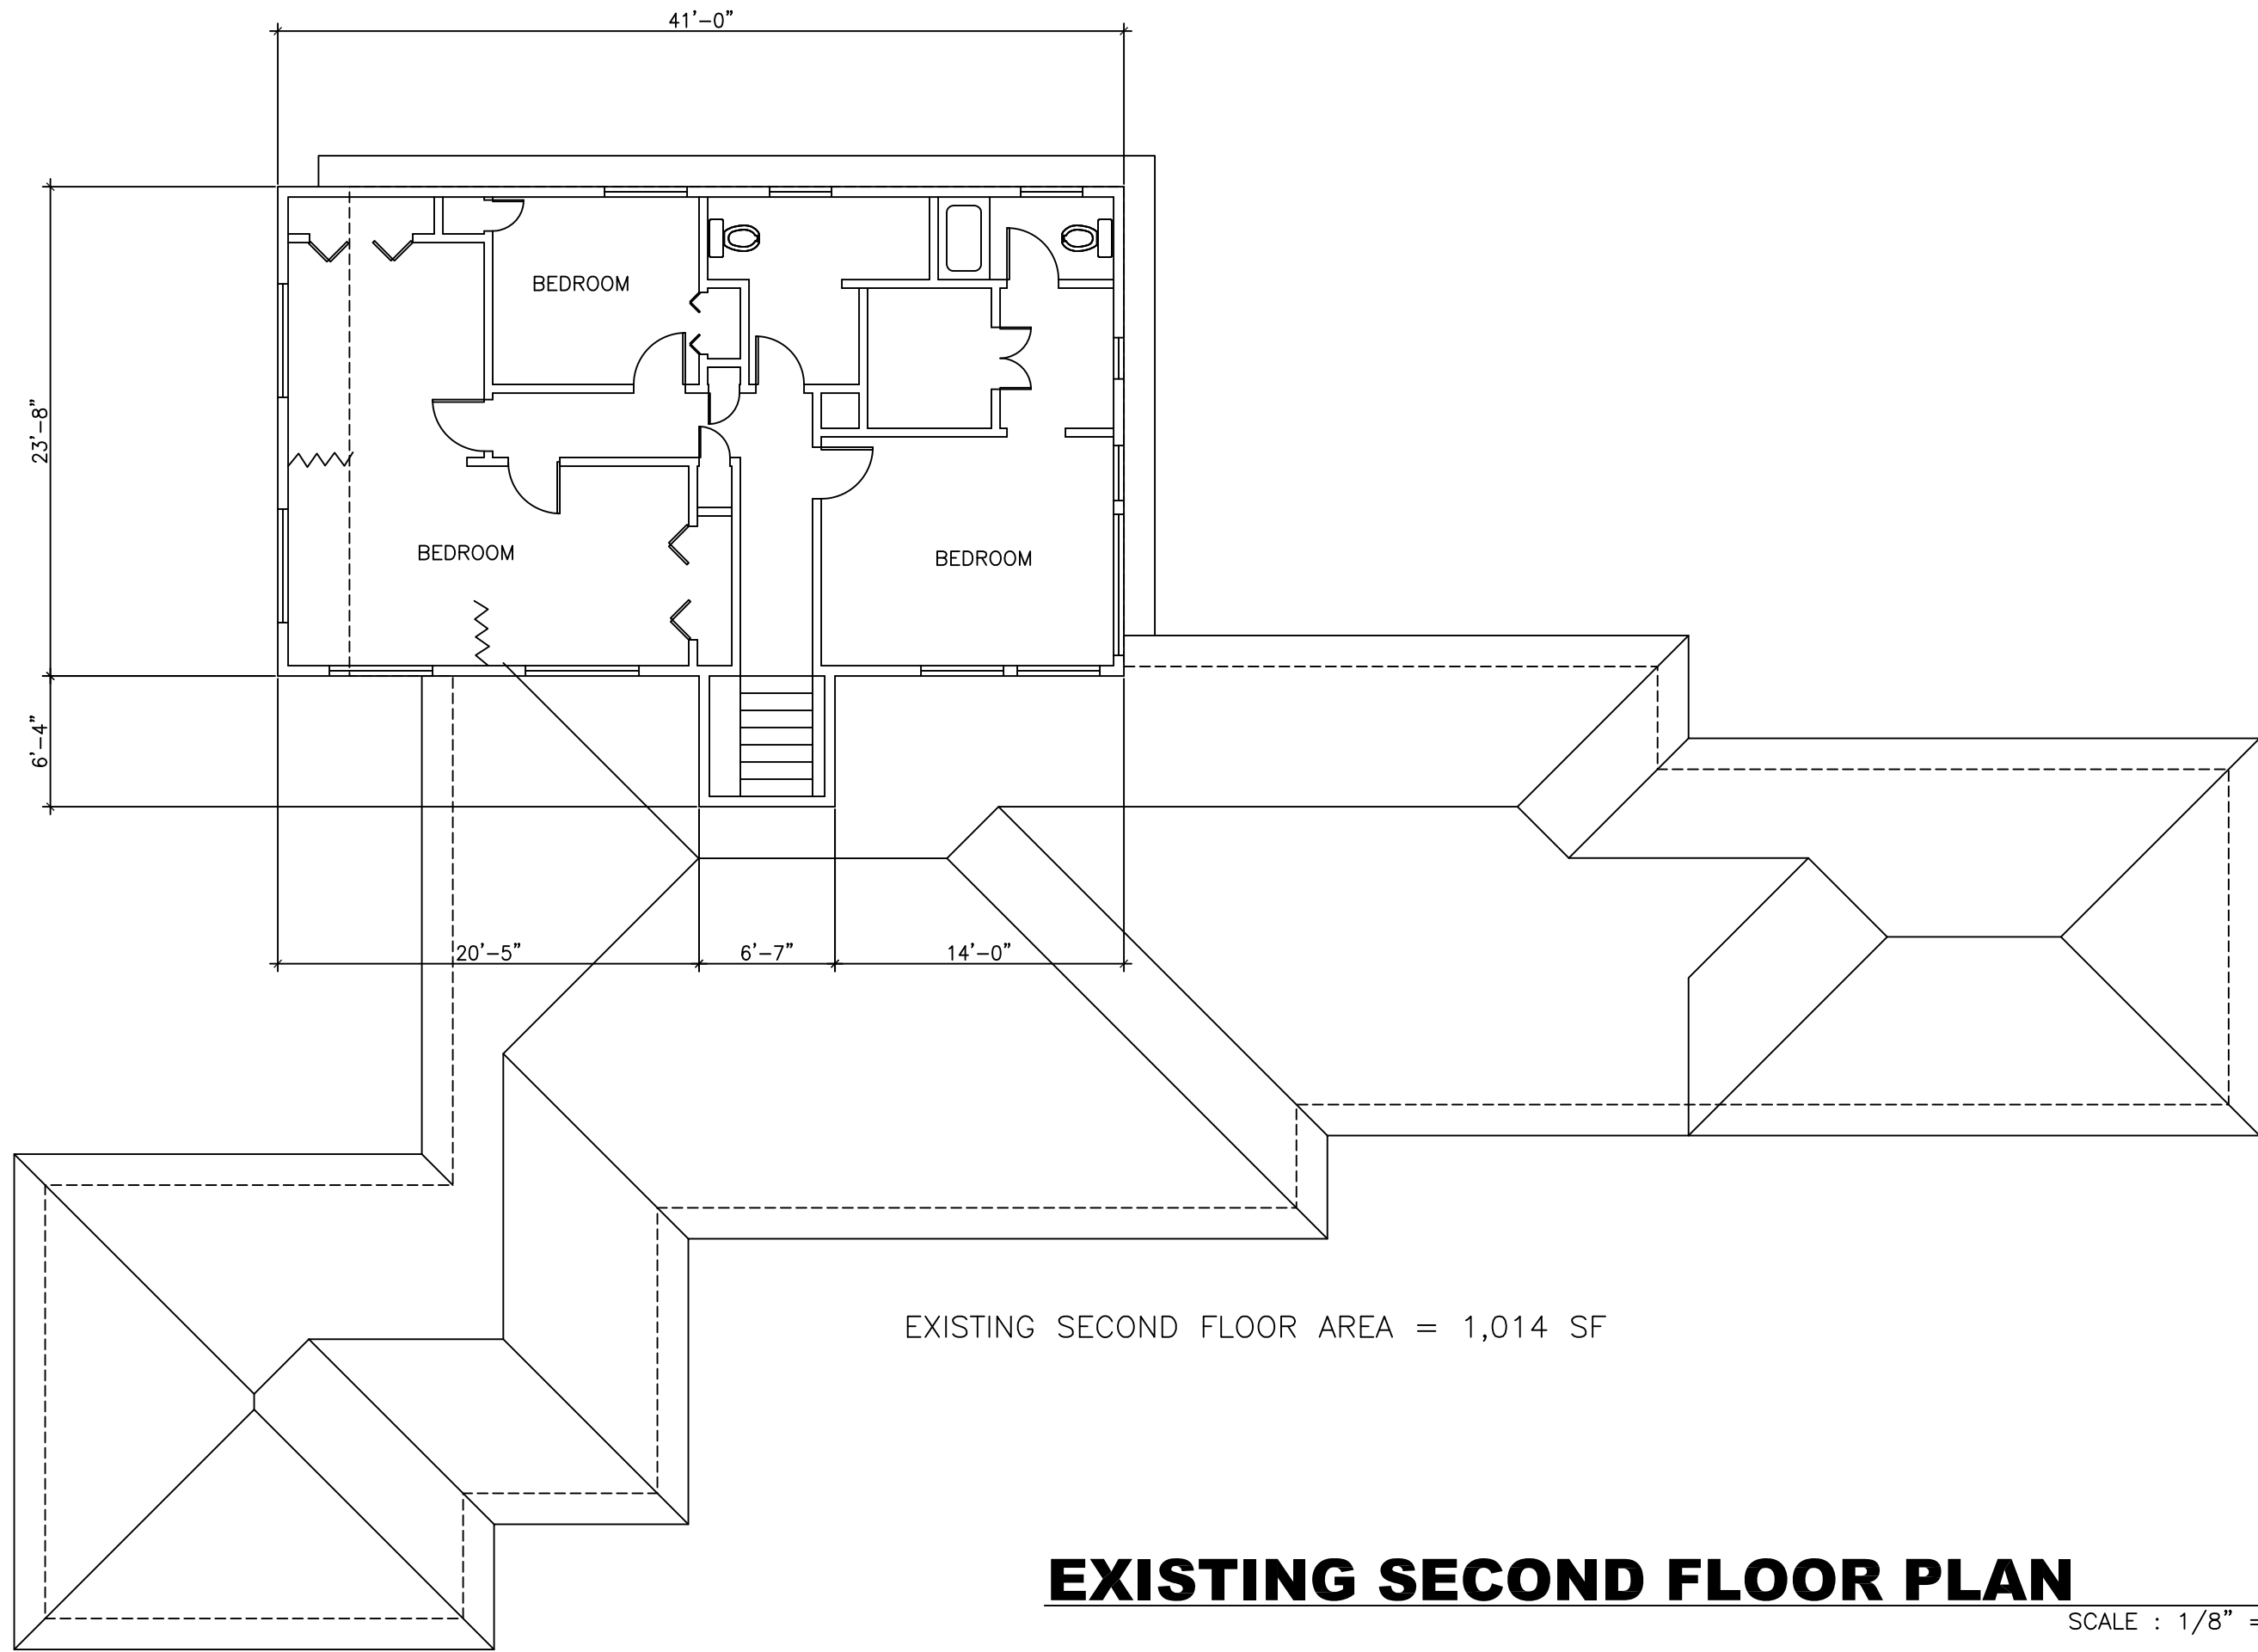 41'-0"
BEDROOM
23'-8"
BEDROOM
BEDROOM
6'-4"
20'-5"
6'-7"
14'-0"
EXISTING SECOND FLOOR AREA = 1,014 SF
EXISTING SECOND FLOOR PLAN
SCALE : 1/8" =